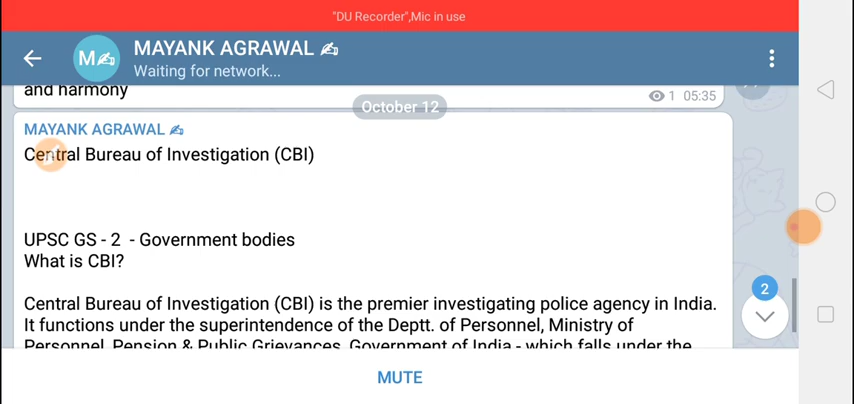 "DU Recorder",Mic in use
MAYANK AGRAWAL ✍
Waiting for network...
M✍
and harmony
1 05:35
October 12
MAYANK AGRAWAL ✍
Central Bureau of Investigation (CBI)
UPSC GS - 2 - Government bodies
What is CBI?
Central Bureau of Investigation (CBI) is the premier investigating police agency in India.
It functions under the superintendence of the Deptt. of Personnel, Ministry of
Personnel, Pension & Public Grievances, Government of India - which falls under the
2
MUTE